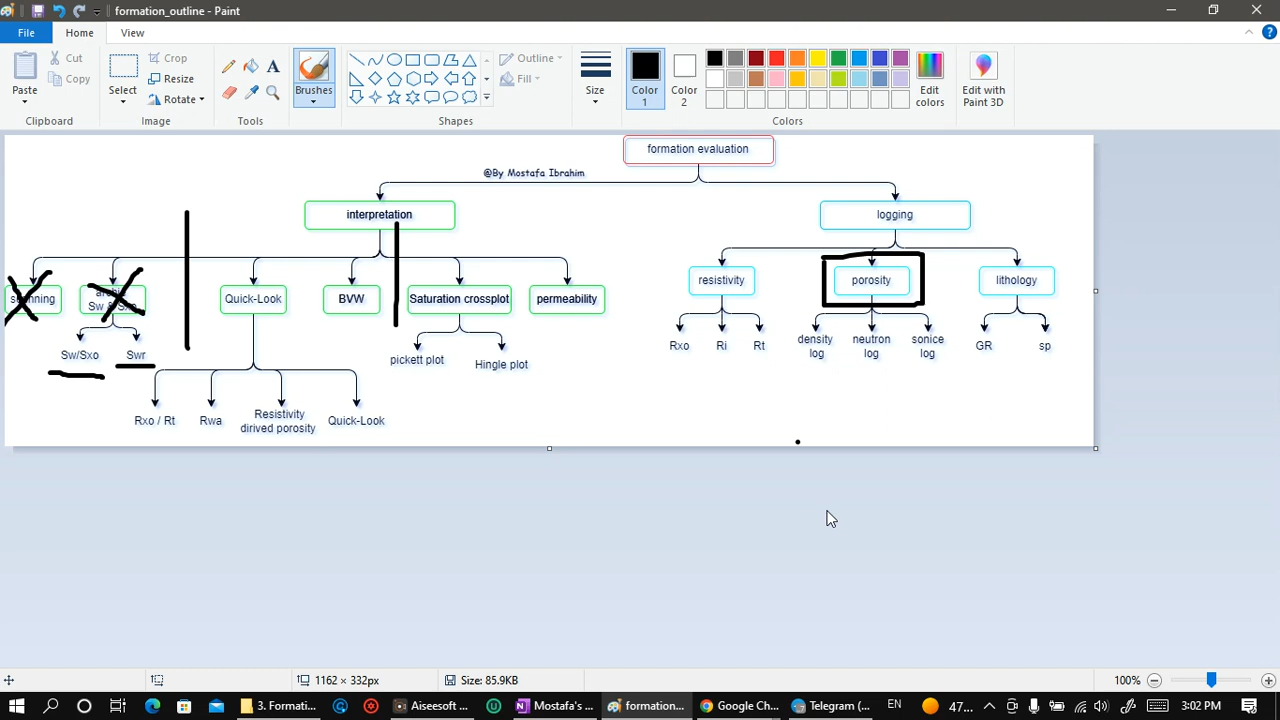 formation_outline - Paint
File
Home
View
Paste
Cut
Copy
Clipboard
Select
Crop
Resize
Rotate
Image
Tools
Brushes
Outline
Fill
Shapes
Size
Color 1
Color 2
Edit colors
Colors
Edit with Paint 3D
formation evaluation
@By Mostafa Ibrahim
interpretation
logging
Sw & Sxo
Quick-Look
BVW
Saturation crossplot
permeability
resistivity
porosity
lithology
Sw/Sxo
Swr
pickett plot
Hingle plot
Rxo
Ri
Rt
density log
neutron log
sonice log
GR
sp
Rxo / Rt
Rwa
Resistivity
dirived porosity
Quick-Look
1162 × 332px
Size: 85.9KB
100%
3. Formati...
Aiseesoft ...
Mostafa's ...
formation...
Google Ch...
Telegram (...
47...
EN
3:02 PM